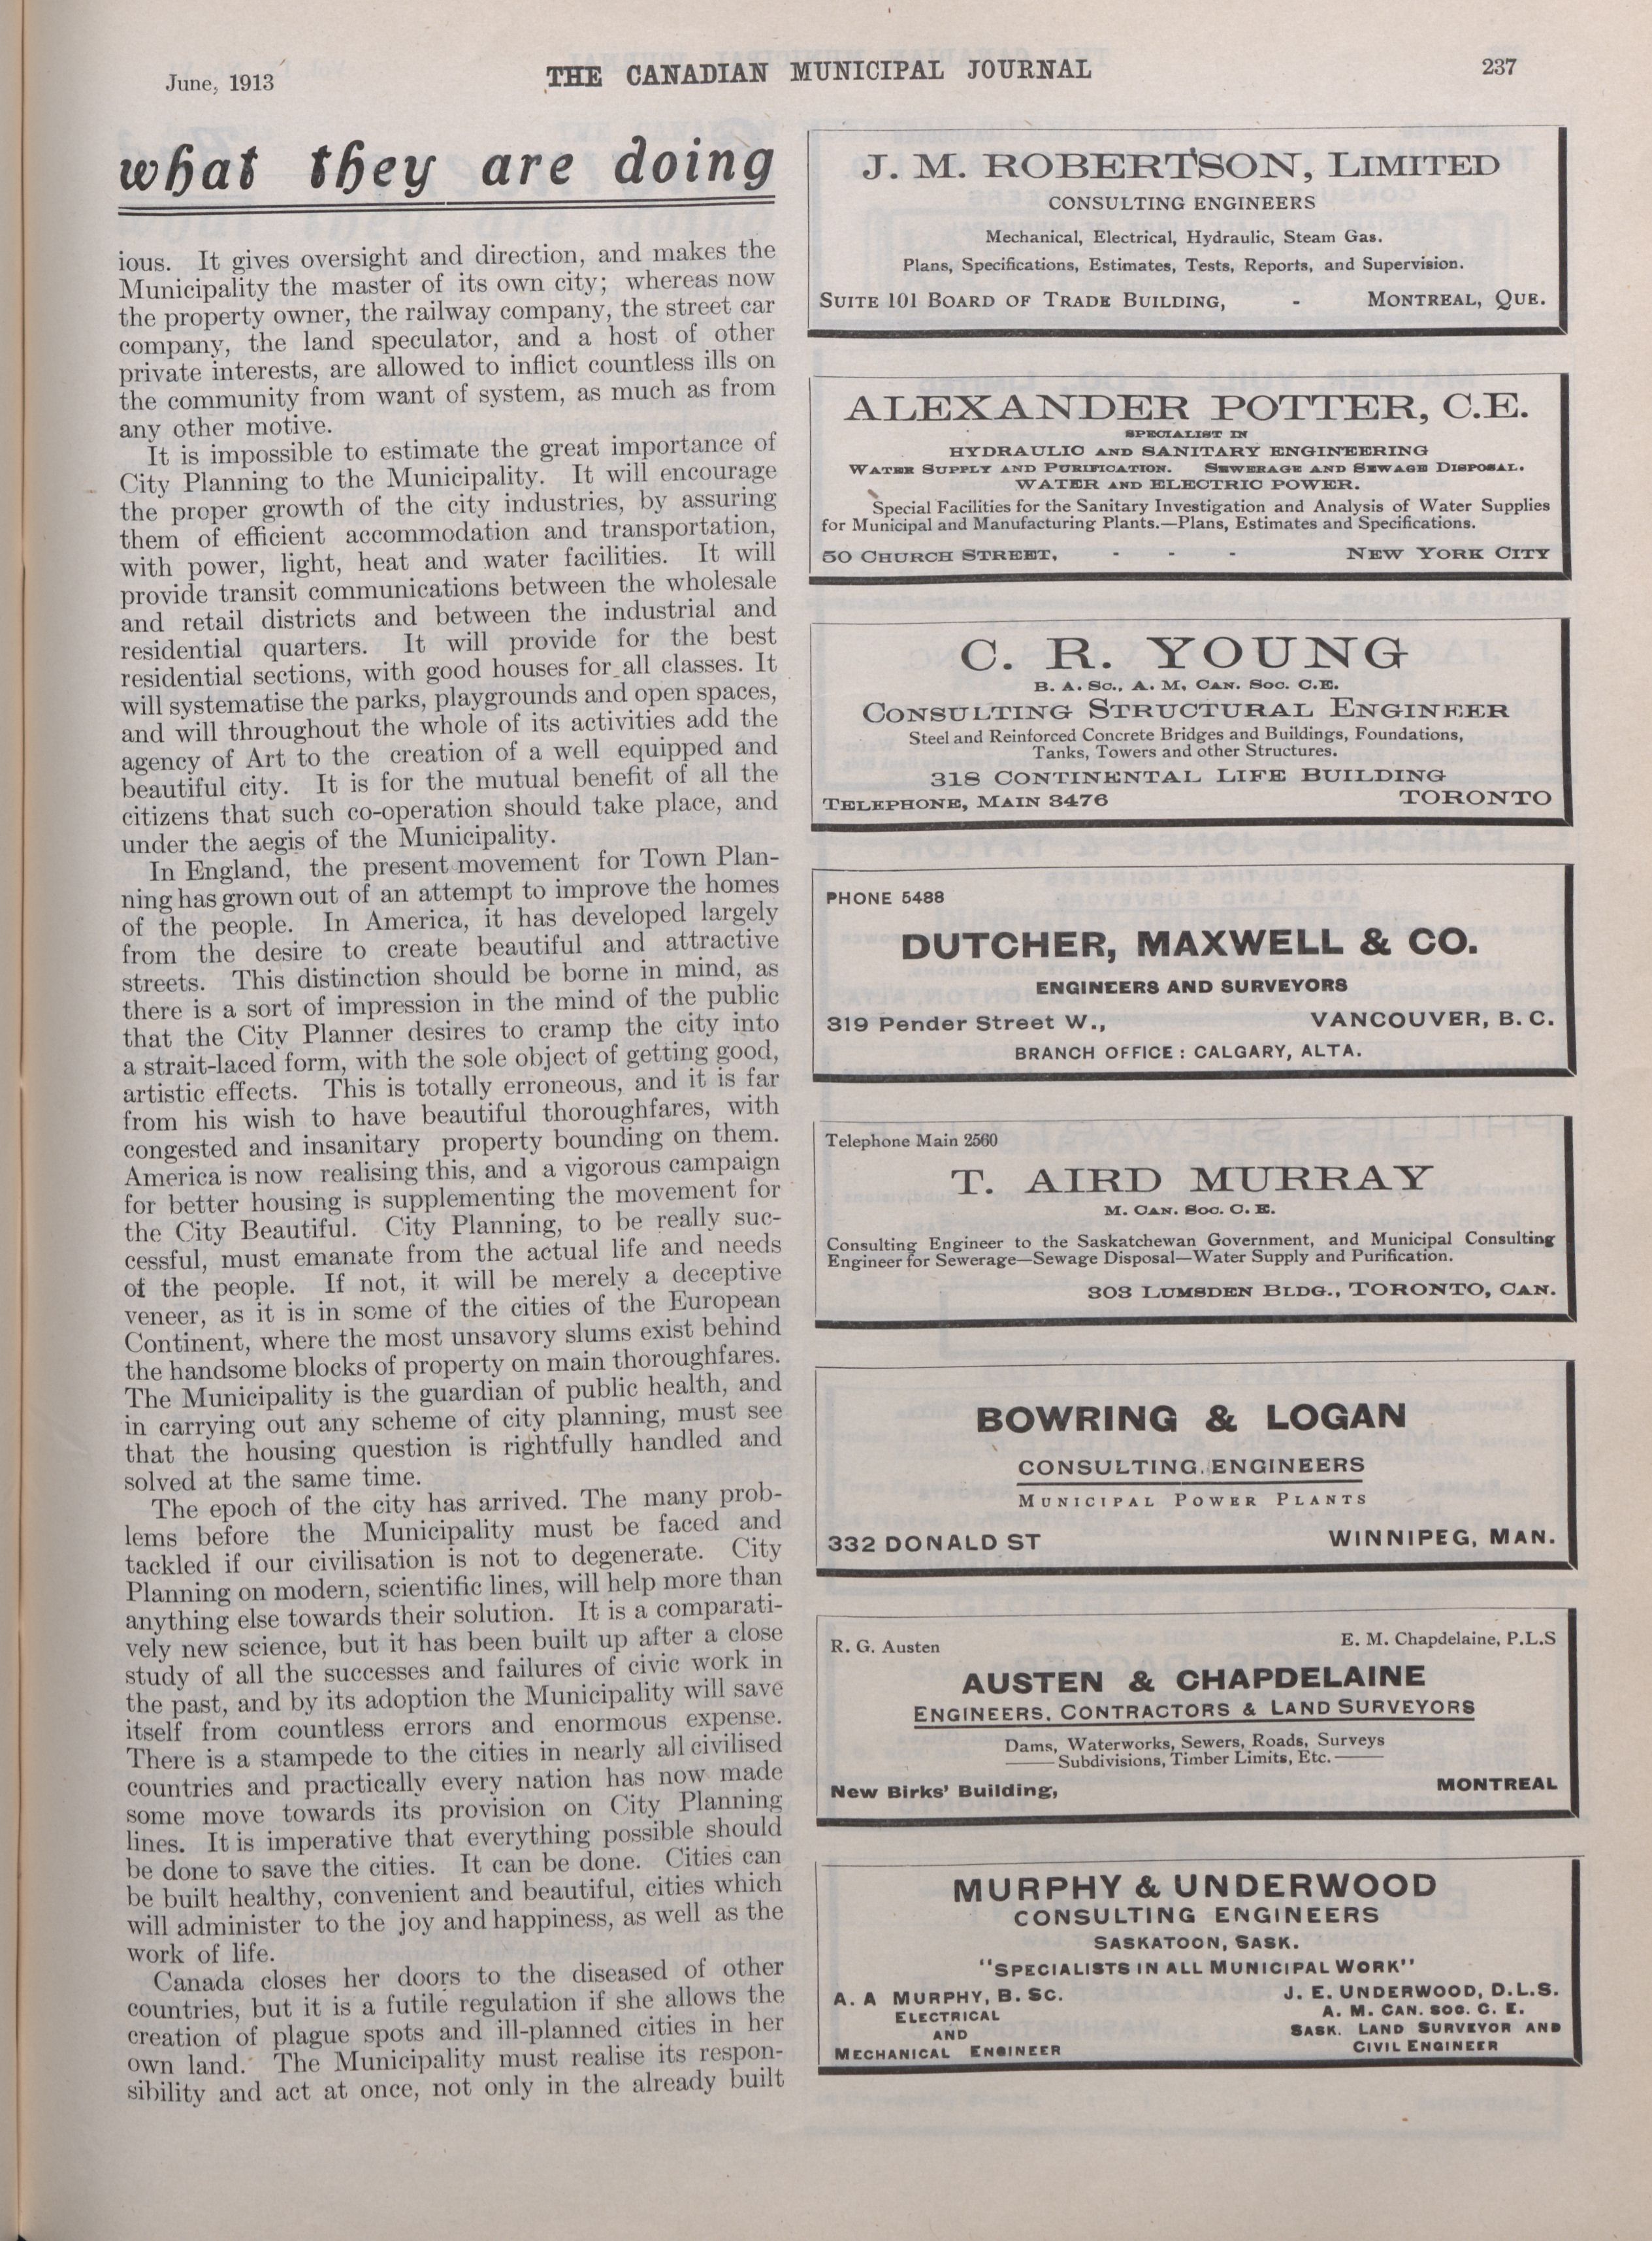 June, 1913
THE CANADIAN MUNICIPAL JOURNAL
237
what they are doing
ious. It gives oversight and direction, and makes the
Municipality the master of its own city; whereas now
the property owner, the railway company, the street car
company, the land speculator, and a host of other
private interests, are allowed to inflict countless ills on
the community from want of system, as much as from
any other motive.
It is impossible to estimate the great importance of
City Planning to the Municipality. It will encourage
the proper growth of the city industries, by assuring
them of efficient accommodation and transportation,
with power, light, heat and water facilities. It will
provide transit communications between the wholesale
and retail districts and between the industrial and
residential quarters. It will provide for the best
residential sections, with good houses for all classes. It
will systematise the parks, playgrounds and open spaces,
and will throughout the whole of its activities add the
agency of Art to the creation of a well equipped and
beautiful city. It is for the mutual benefit of all the
citizens that such co-operation should take place, and
under the aegis of the Municipality.
In England, the present movement for Town Plan-
ning has grown out of an attempt to improve the homes
of the people. In America, it has developed largely
from the desire to create beautiful and attractive
streets. This distinction should be borne in mind, as
there is a sort of impression in the mind of the public
that the City Planner desires to cramp the city into
a strait-laced form, with the sole object of getting good,
artistic effects. This is totally erroneous, and it is far
from his wish to have beautiful thoroughfares, with
congested and insanitary property bounding on them.
America is now realising this, and a vigorous campaign
for better housing is supplementing the movement for
the City Beautiful. City Planning, to be really suc-
cessful, must emanate from the actual life and needs
of the people. If not, it will be merely a deceptive
veneer, as it is in some of the cities of the European
Continent, where the most unsavory slums exist behind
the handsome blocks of property on main thoroughfares.
The Municipality is the guardian of public health, and
in carrying out any scheme of city planning, must see
that the housing question is rightfully handled and
solved at the same time.
The epoch of the city has arrived. The many prob-
lems before the Municipality must be faced and
tackled if our civilisation is not to degenerate. City
Planning on modern, scientific lines, will help more than
anything else towards their solution. It is a comparati-
vely new science, but it has been built up after a close
study of all the successes and failures of civic work in
the past, and by its adoption the Municipality will save
itself from countless errors and enormous expense.
There is a stampede to the cities in nearly all civilised
countries and practically every nation has now made
some move towards its provision on City Planning
lines. It is imperative that everything possible should
be done to save the cities. It can be done. Cities can
be built healthy, convenient and beautiful, cities which
will administer to the joy and happiness, as well as the
work of life.
Canada closes her doors to the diseased of other
countries, but it is a futile regulation if she allows the
creation of plague spots and ill-planned cities in her
own land. The Municipality must realise its respon-
sibility and act at once, not only in the already built
J. M. ROBERTSON, LIMITED
CONSULTING ENGINEERS
Mechanical, Electrical, Hydraulic, Steam Gas.
Plans, Specifications, Estimates, Tests, Reports, and Supervision.
SUITE 101 BOARD OF TRADE BUILDING, - MONTREAL, QUE.
ALEXANDER POTTER, C.E.
SPECIALIST IN
HYDRAULIC AND SANITARY ENGINEERING
WATER SUPPLY AND PURIFICATION. SEWERAGE AND SEWAGE DISPOSAL.
WATER AND ELECTRIC POWER.
Special Facilities for the Sanitary Investigation and Analysis of Water Supplies
for Municipal and Manufacturing Plants.—Plans, Estimates and Specifications.
50 CHURCH STREET, - - - NEW YORK CITY
C. R. YOUNG
B. A. SC., A. M. CAN. SOC. C.E.
CONSULTING STRUCTURAL ENGINEER
Steel and Reinforced Concrete Bridges and Buildings, Foundations,
Tanks, Towers and other Structures.
318 CONTINENTAL LIFE BUILDING
TELEPHONE, MAIN 3476 TORONTO
PHONE 5488
DUTCHER, MAXWELL & CO.
ENGINEERS AND SURVEYORS
319 Pender Street W., VANCOUVER, B. C.
BRANCH OFFICE : CALGARY, ALTA.
Telephone Main 2560
T. AIRD MURRAY
M. CAN. SOC. C. E.
Consulting Engineer to the Saskatchewan Government, and Municipal Consulting
Engineer for Sewerage—Sewage Disposal—Water Supply and Purification.
303 LUMSDEN BLDG., TORONTO, CAN.
BOWRING & LOGAN
CONSULTING ENGINEERS
MUNICIPAL POWER PLANTS
332 DONALD ST WINNIPEG, MAN.
R. G. Austen E. M. Chapdelaine, P.L.S
AUSTEN & CHAPDELAINE
ENGINEERS, CONTRACTORS & LAND SURVEYORS
Dams, Waterworks, Sewers, Roads, Surveys
Subdivisions, Timber Limits, Etc.
New Birks' Building, MONTREAL
MURPHY & UNDERWOOD
CONSULTING ENGINEERS
SASKATOON, SASK.
"SPECIALISTS IN ALL MUNICIPAL WORK"
A. A MURPHY, B. SC. J. E. UNDERWOOD, D.L.S.
ELECTRICAL A. M. CAN. SOC. C. E.
AND SASK. LAND SURVEYOR AND
MECHANICAL ENGINEER CIVIL ENGINEER